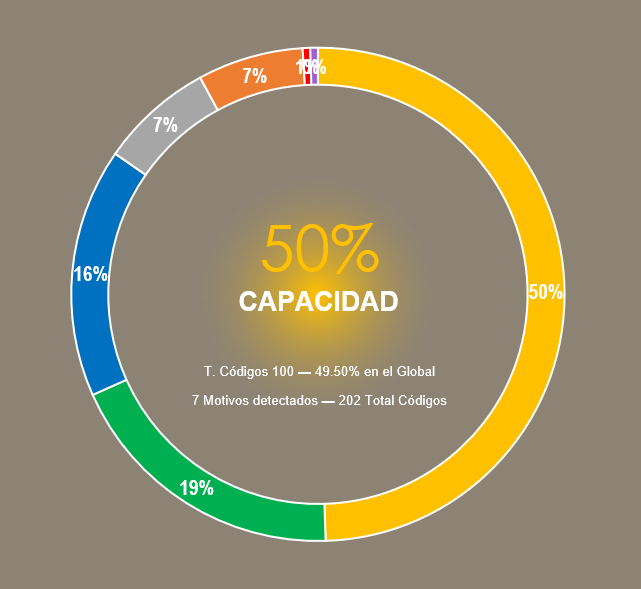 7%
7%
16%
50%
19%
50%
CAPACIDAD
T. Códigos 100 — 49.50% en el Global
7 Motivos detectados — 202 Total Códigos